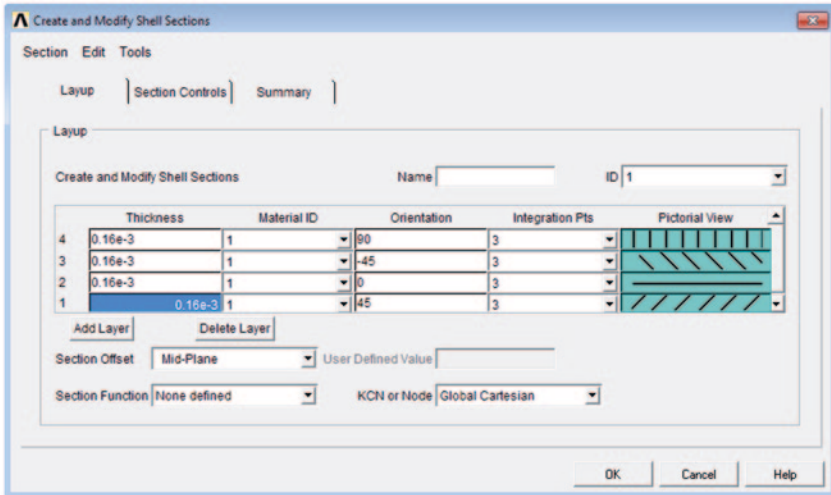 Create and Modify Shell Sections
Section Edit Tools
Layup Section Controls Summary
Layup
Create and Modify Shell Sections Name ID 1
Thickness Material ID Orientation Integration Pts Pictorial View
4 0.16e-3 1 90 3
3 0.16e-3 1 -45 3
2 0.16e-3 1 0 3
1 0.16e-3 1 45 3
Add Layer Delete Layer
Section Offset Mid-Plane User Defined Value
Section Function None defined KCN or Node Global Cartesian
OK Cancel Help